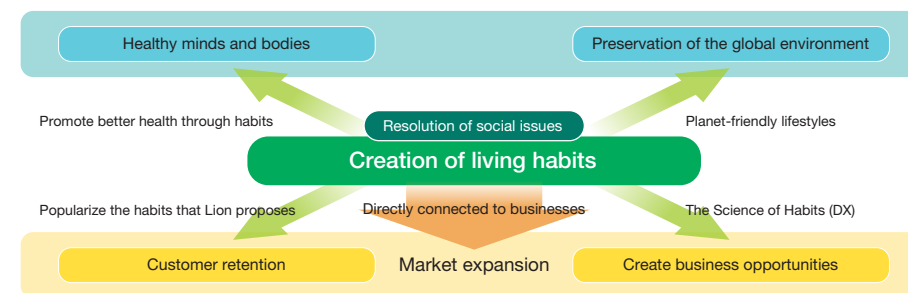 Healthy minds and bodies
Preservation of the global environment
Promote better health through habits
Resolution of social issues
Planet-friendly lifestyles
Creation of living habits
Popularize the habits that Lion proposes
Directly connected to businesses
The Science of Habits (DX)
Customer retention
Market expansion
Create business opportunities